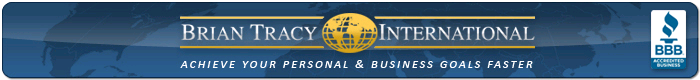 BRIAN TRACY INTERNATIONAL
ACHIEVE YOUR PERSONAL & BUSINESS GOALS FASTER
BBB
ACCREDITED
BUSINESS